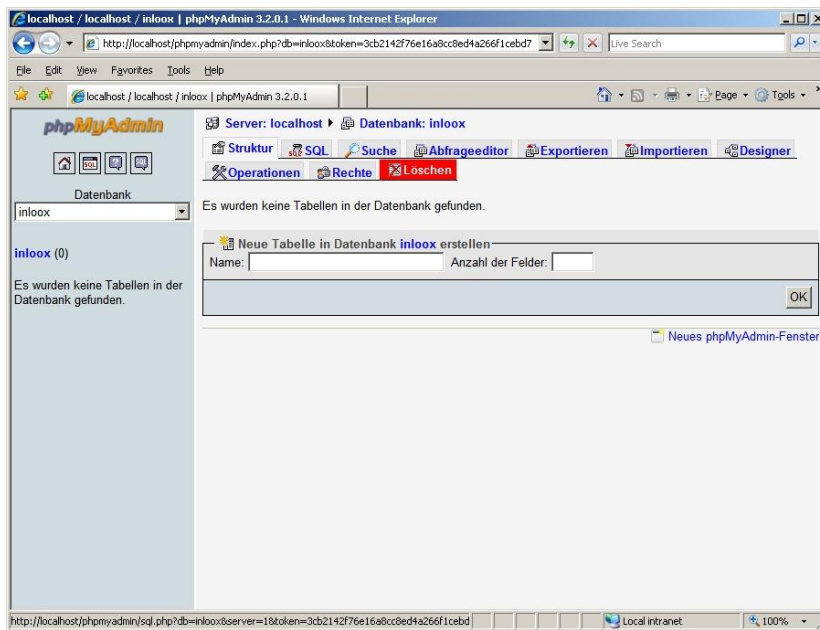 localhost / localhost / inloox | phpMyAdmin 3.2.0.1 - Windows Internet Explorer
http://localhost/phpmyadmin/index.php?db=inloox&token=3cb2142f76e16a8cc8ed4a266f1cebd7
Live Search
File Edit View Favorites Tools Help
localhost / localhost / inloox | phpMyAdmin 3.2.0.1
Page Tools
phpMyAdmin
Server: localhost Datenbank: inloox
Struktur SQL Suche Abfrageeditor Exportieren Importieren Designer
SQL
Operationen Rechte Löschen
Datenbank
inloox
Es wurden keine Tabellen in der Datenbank gefunden.
Neue Tabelle in Datenbank inloox erstellen
inloox (0)
Name: Anzahl der Felder:
Es wurden keine Tabellen in der
Datenbank gefunden.
OK
Neues phpMyAdmin-Fenster
http://localhost/phpmyadmin/sql.php?db=inloox&server=1&token=3cb2142f76e16a8cc8ed4a266f1cebd
Local intranet
100%